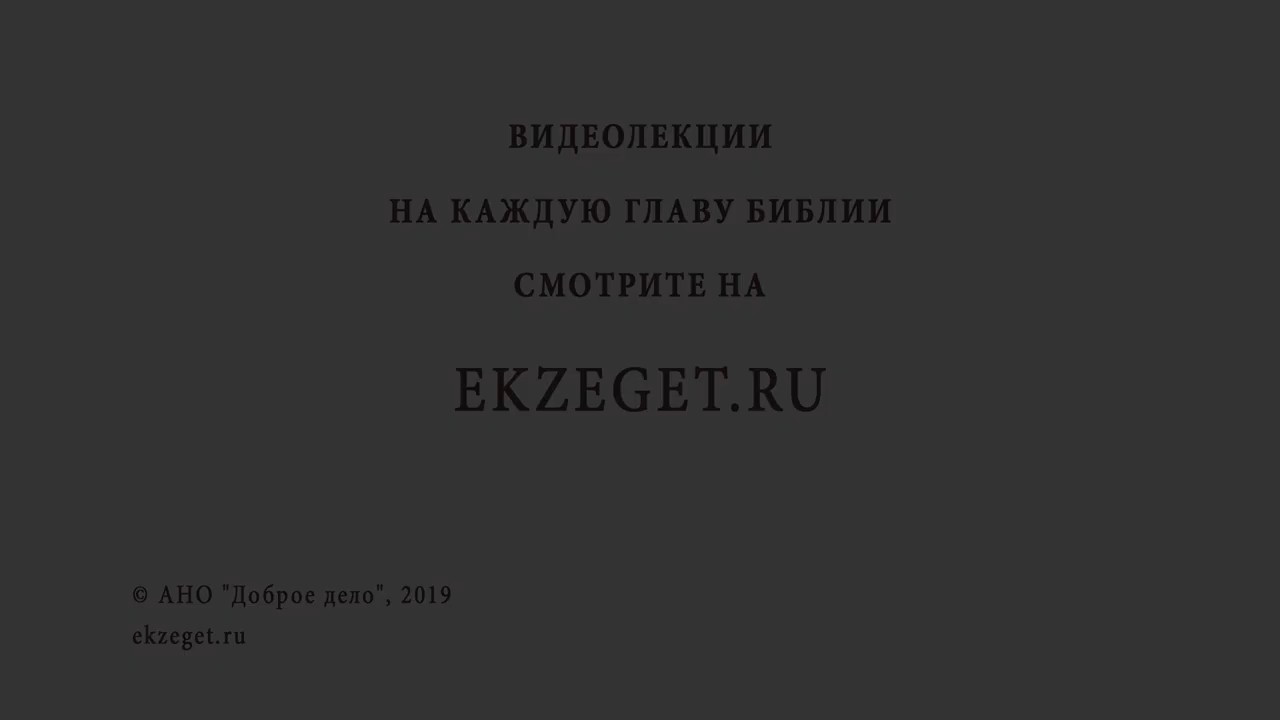 ВИДЕОЛЕКЦИИ
НА КАЖДУЮ ГЛАВУ БИБЛИИ
СМОТРИТЕ НА
EKZEGET.RU
© АНО "Доброе дело", 2019
ekzeget.ru